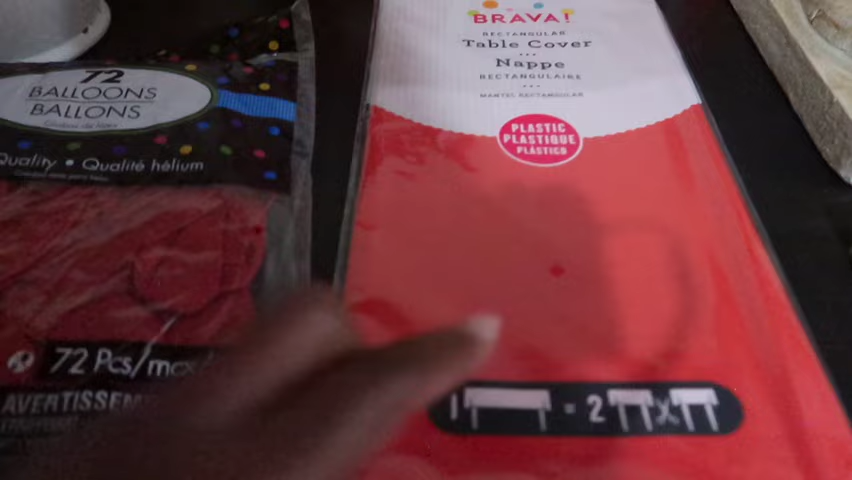 72
BALLOONS
BALLONS
Quality • Qualité hélium
72 Pcs/mcx
AVERTISSEM
BRAVA!
RECTANGULAR
Table Cover
Nappe
RECTANGULAIRE
MANTEL RECTANGULAR
PLASTIC
PLASTIQUE
PLÁSTICO
1 = 2